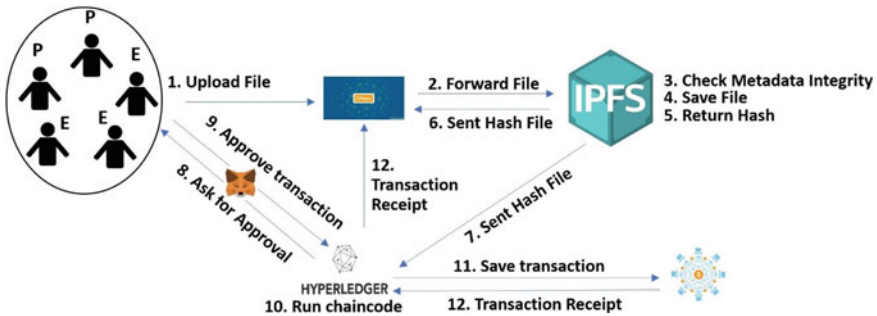 P
P
E
E
E
1. Upload File
2. Forward File
IPFS
3. Check Metadata Integrity
4. Save File
5. Return Hash
6. Sent Hash File
9. Approve transaction
8. Ask for Approval
12.
Transaction
Receipt
7. Sent Hash File
HYPERLEDGER
10. Run chaincode
11. Save transaction
12. Transaction Receipt